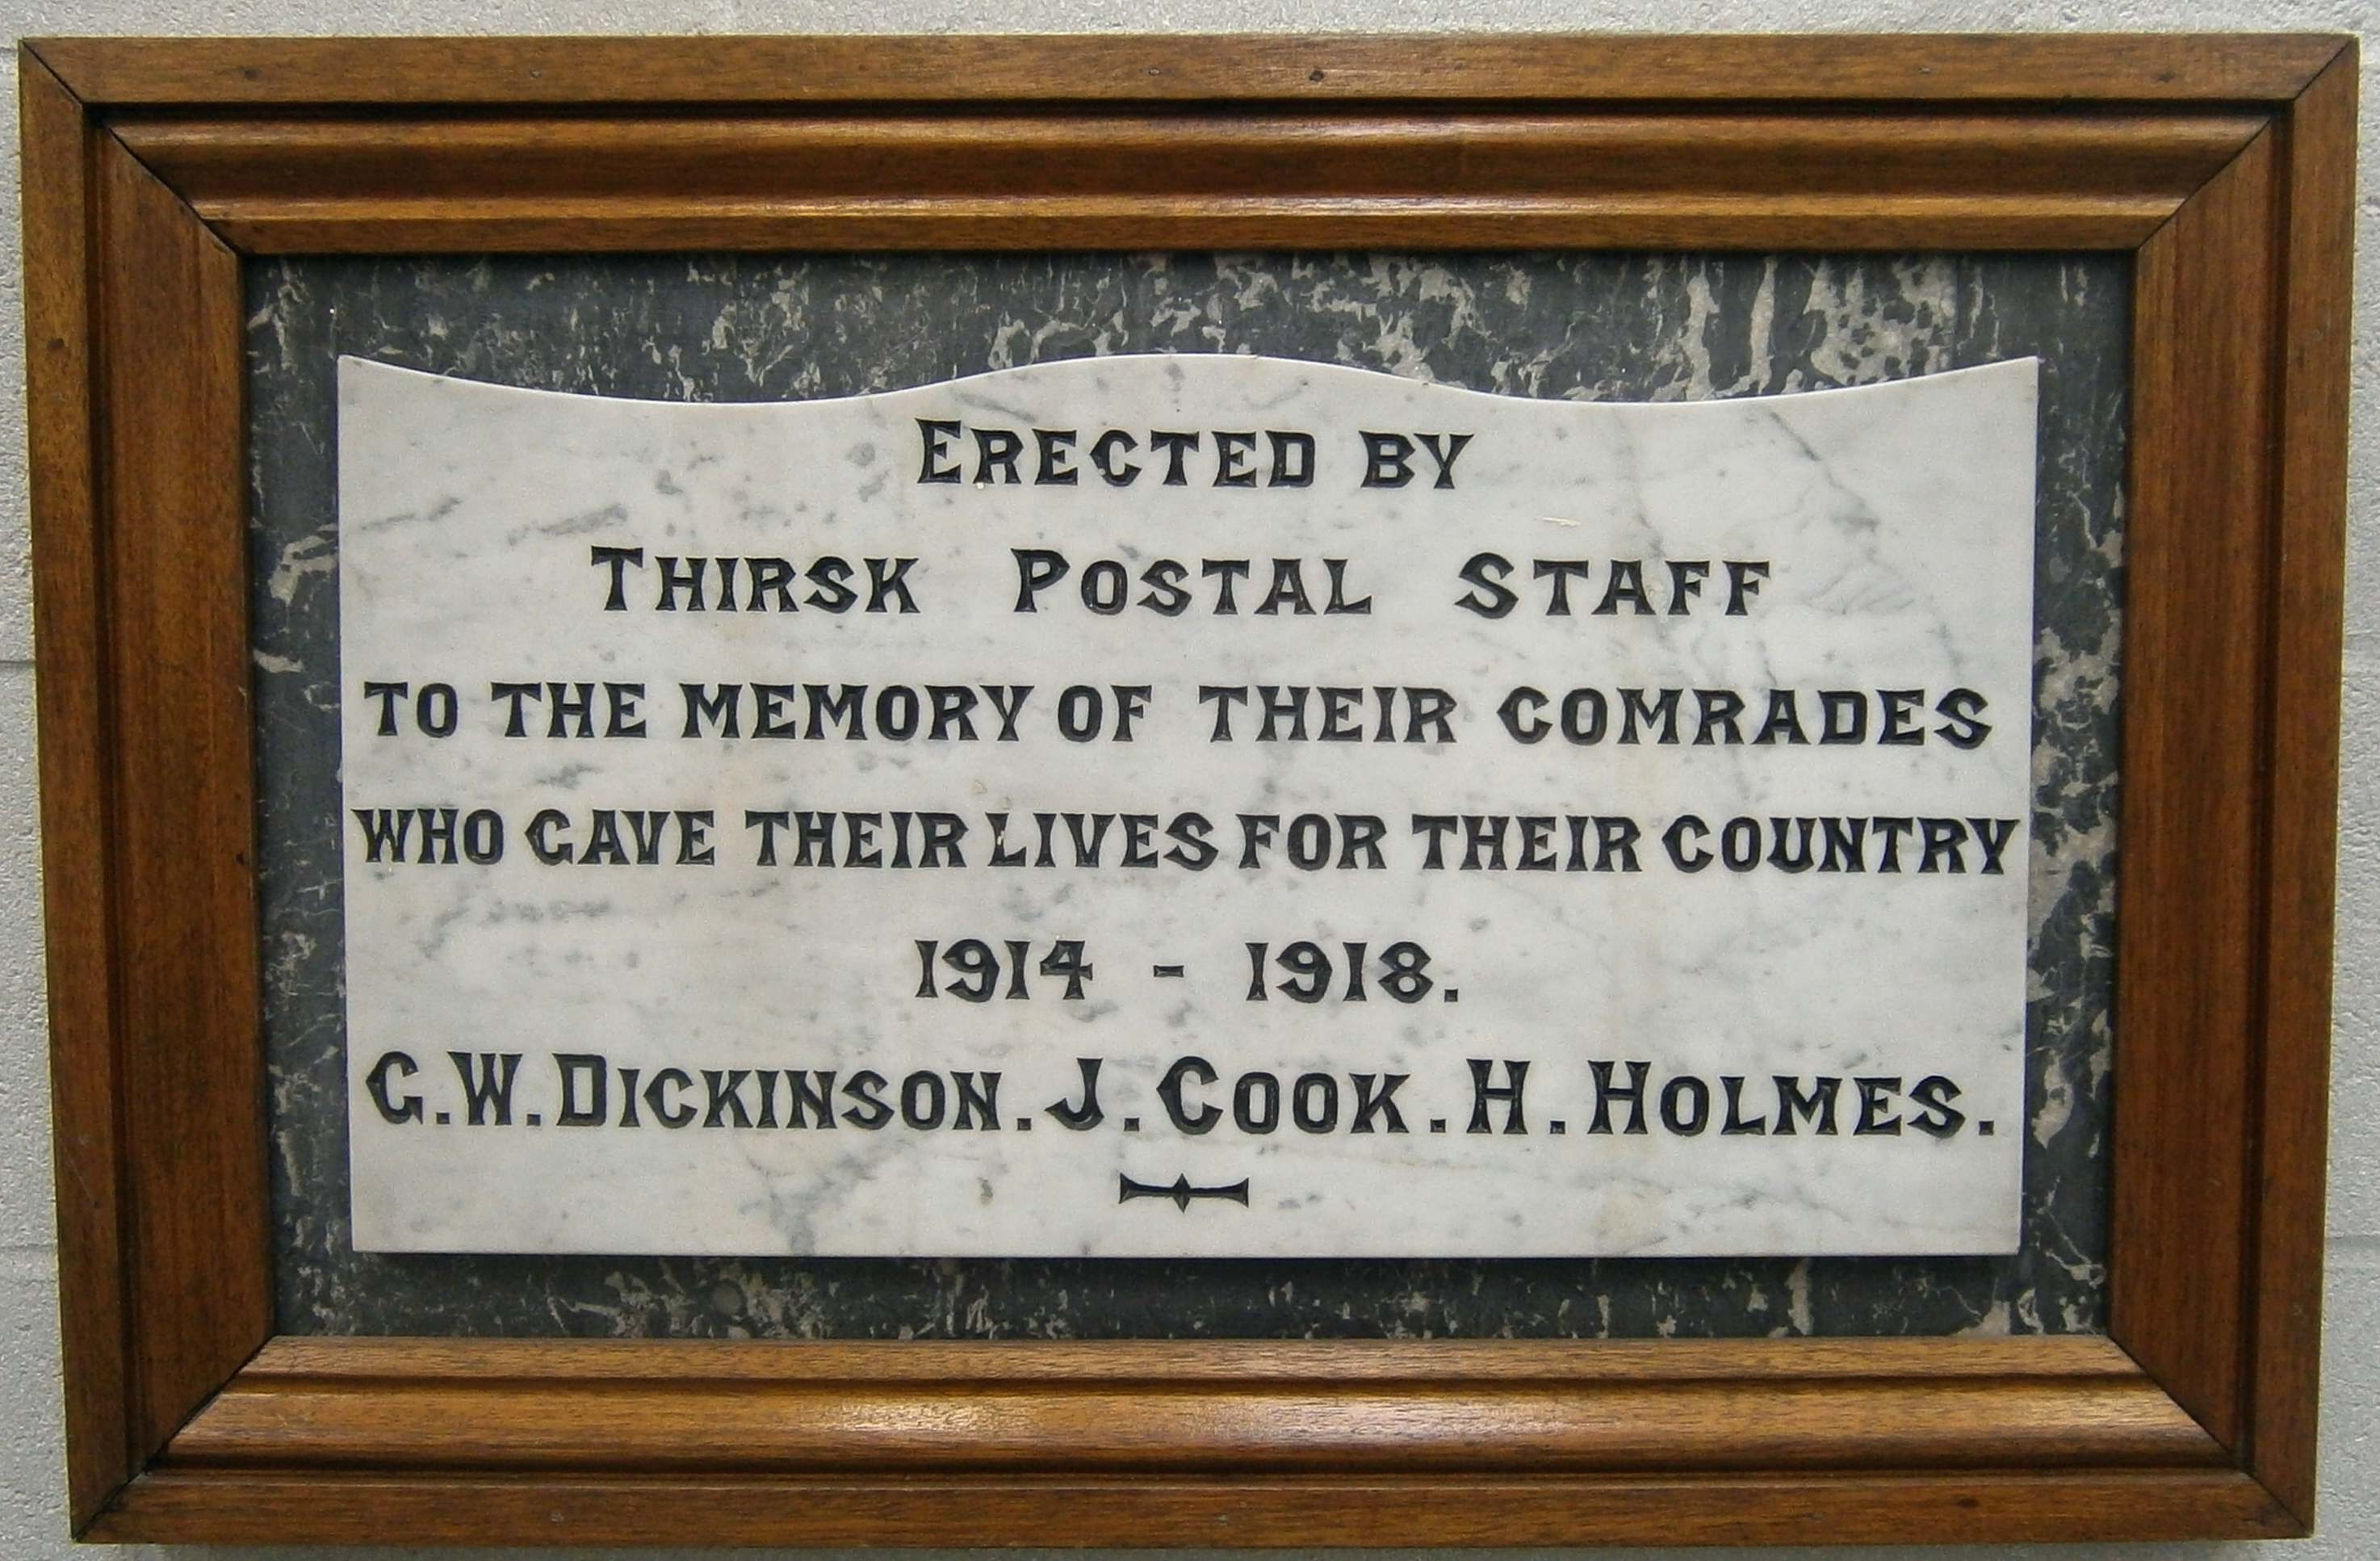 ERECTED BY
THIRSK POSTAL STAFF
TO THE MEMORY OF THEIR COMRADES
WHO GAVE THEIR LIVES FOR THEIR COUNTRY
1914 - 1918.
G.W. DICKINSON. J. COOK. H. HOLMES.